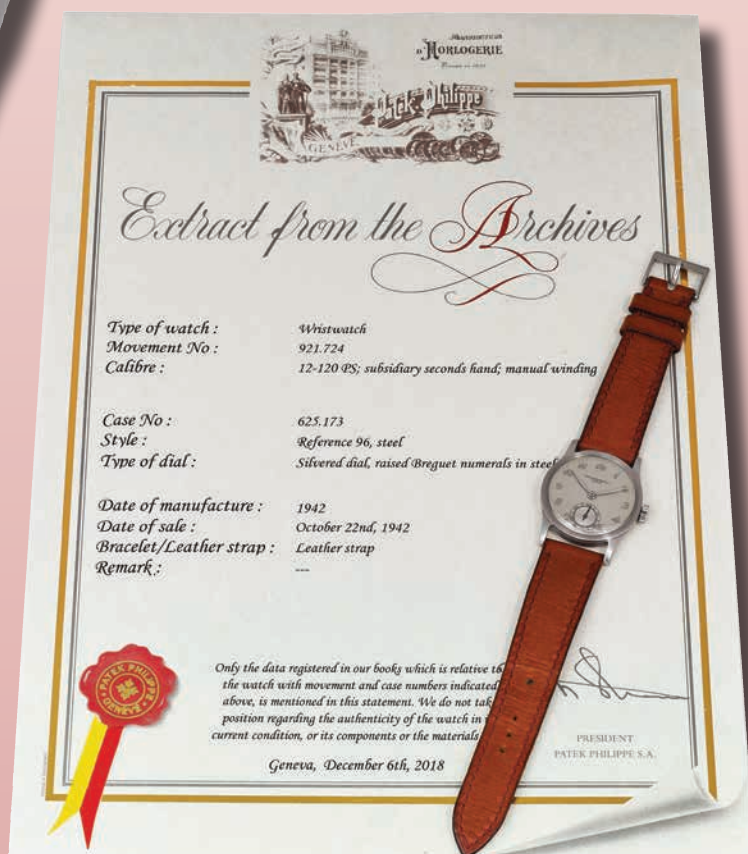 D'HORLOGERIE
Patek Philippe
GENÈVE
Extract from the Archives
Type of watch : Wristwatch
Movement No : 921.724
Calibre : 12-120 PS; subsidiary seconds hand; manual winding
Case No : 625.173
Style : Reference 96, steel
Type of dial : Silvered dial, raised Breguet numerals in steel
Date of manufacture : 1942
Date of sale : October 22nd, 1942
Bracelet/Leather strap : Leather strap
Remark : ---
Only the data registered in our books which is relative to
the watch with movement and case numbers indicated
above, is mentioned in this statement. We do not
position regarding the authenticity of the watch in
current condition, or its components or the materials
Geneva, December 6th, 2018
PRESIDENT
PATEK PHILIPPE S.A.
PATEK PHILIPPE